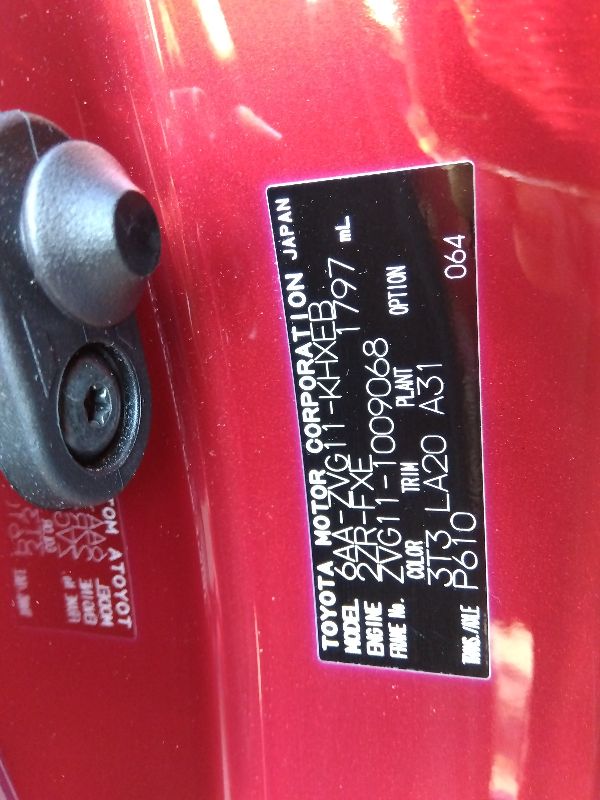 TOYOTA MOTOR CORPORATION JAPAN
MODEL 6AA-ZVG11-KHXEB
ENGINE 2ZR-FXE 1797 mL
FRAME No. ZVG11-1009068
COLOR TRIM PLANT OPTION
3T3 LA20 A31
TRANS./AXLE P610 064